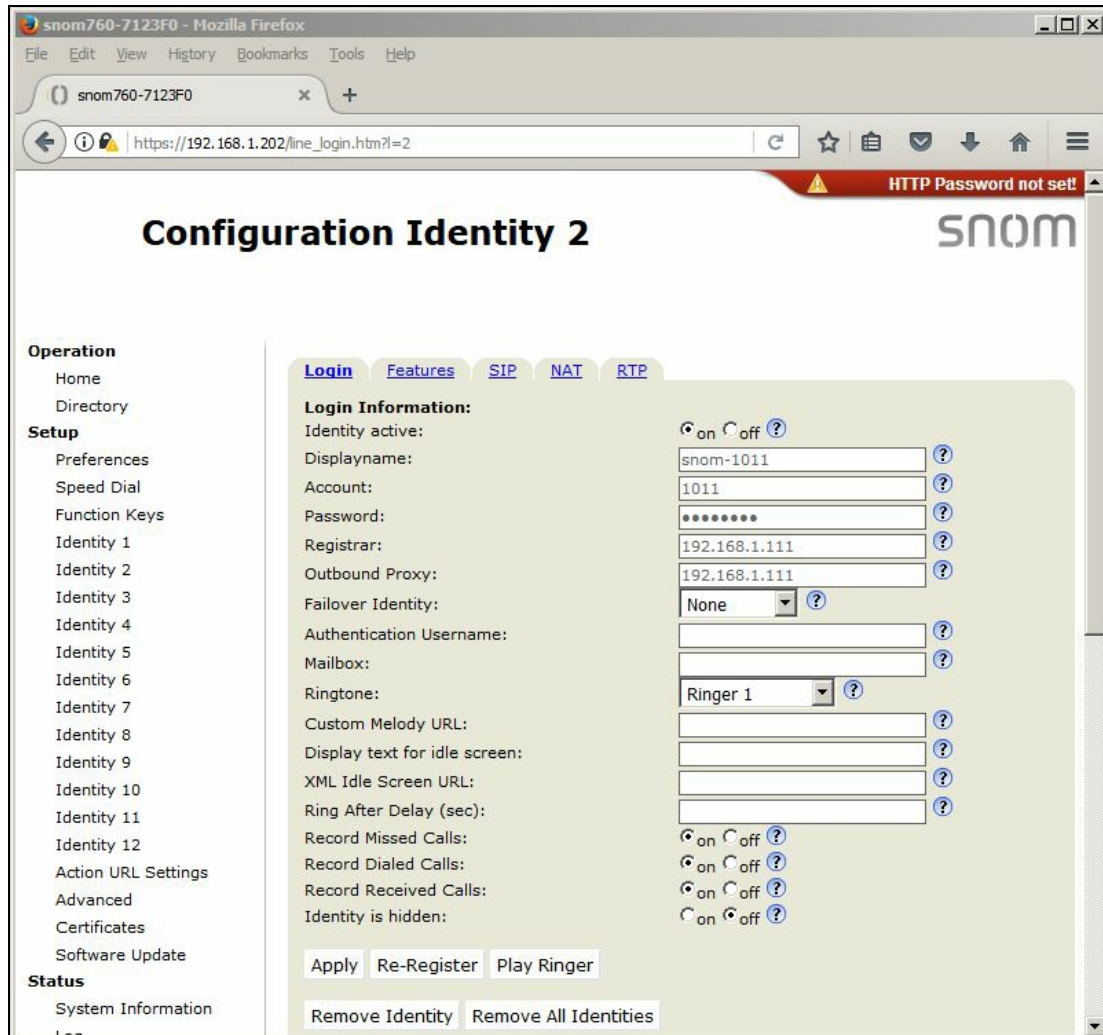 snom760-7123F0 - Mozilla Firefox
File Edit View History Bookmarks Tools Help
snom760-7123F0
https://192.168.1.202/line_login.htm?l=2
HTTP Password not set!
Configuration Identity 2
snom
Operation
Home
Directory
Setup
Preferences
Speed Dial
Function Keys
Identity 1
Identity 2
Identity 3
Identity 4
Identity 5
Identity 6
Identity 7
Identity 8
Identity 9
Identity 10
Identity 11
Identity 12
Action URL Settings
Advanced
Certificates
Software Update
Status
System Information
Login Features SIP NAT RTP
Login Information:
Identity active: on off ?
Displayname: snom-1011 ?
Account: 1011 ?
Password: •••••••• ?
Registrar: 192.168.1.111 ?
Outbound Proxy: 192.168.1.111 ?
Failover Identity: None ?
Authentication Username: ?
Mailbox: ?
Ringtone: Ringer 1 ?
Custom Melody URL: ?
Display text for idle screen: ?
XML Idle Screen URL: ?
Ring After Delay (sec): ?
Record Missed Calls: on off ?
Record Dialed Calls: on off ?
Record Received Calls: on off ?
Identity is hidden: on off ?
Apply Re-Register Play Ringer
Remove Identity Remove All Identities